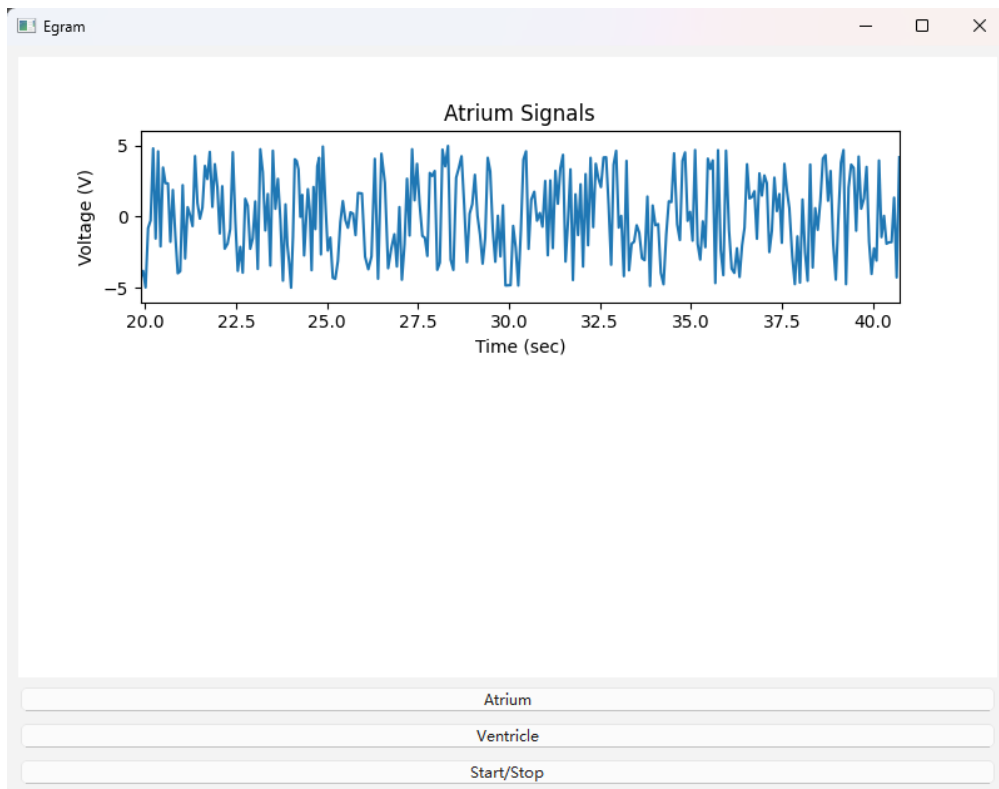 Egram
Atrium Signals
5
0
−5
Voltage (V)
20.0 22.5 25.0 27.5 30.0 32.5 35.0 37.5 40.0
Time (sec)
Atrium
Ventricle
Start/Stop